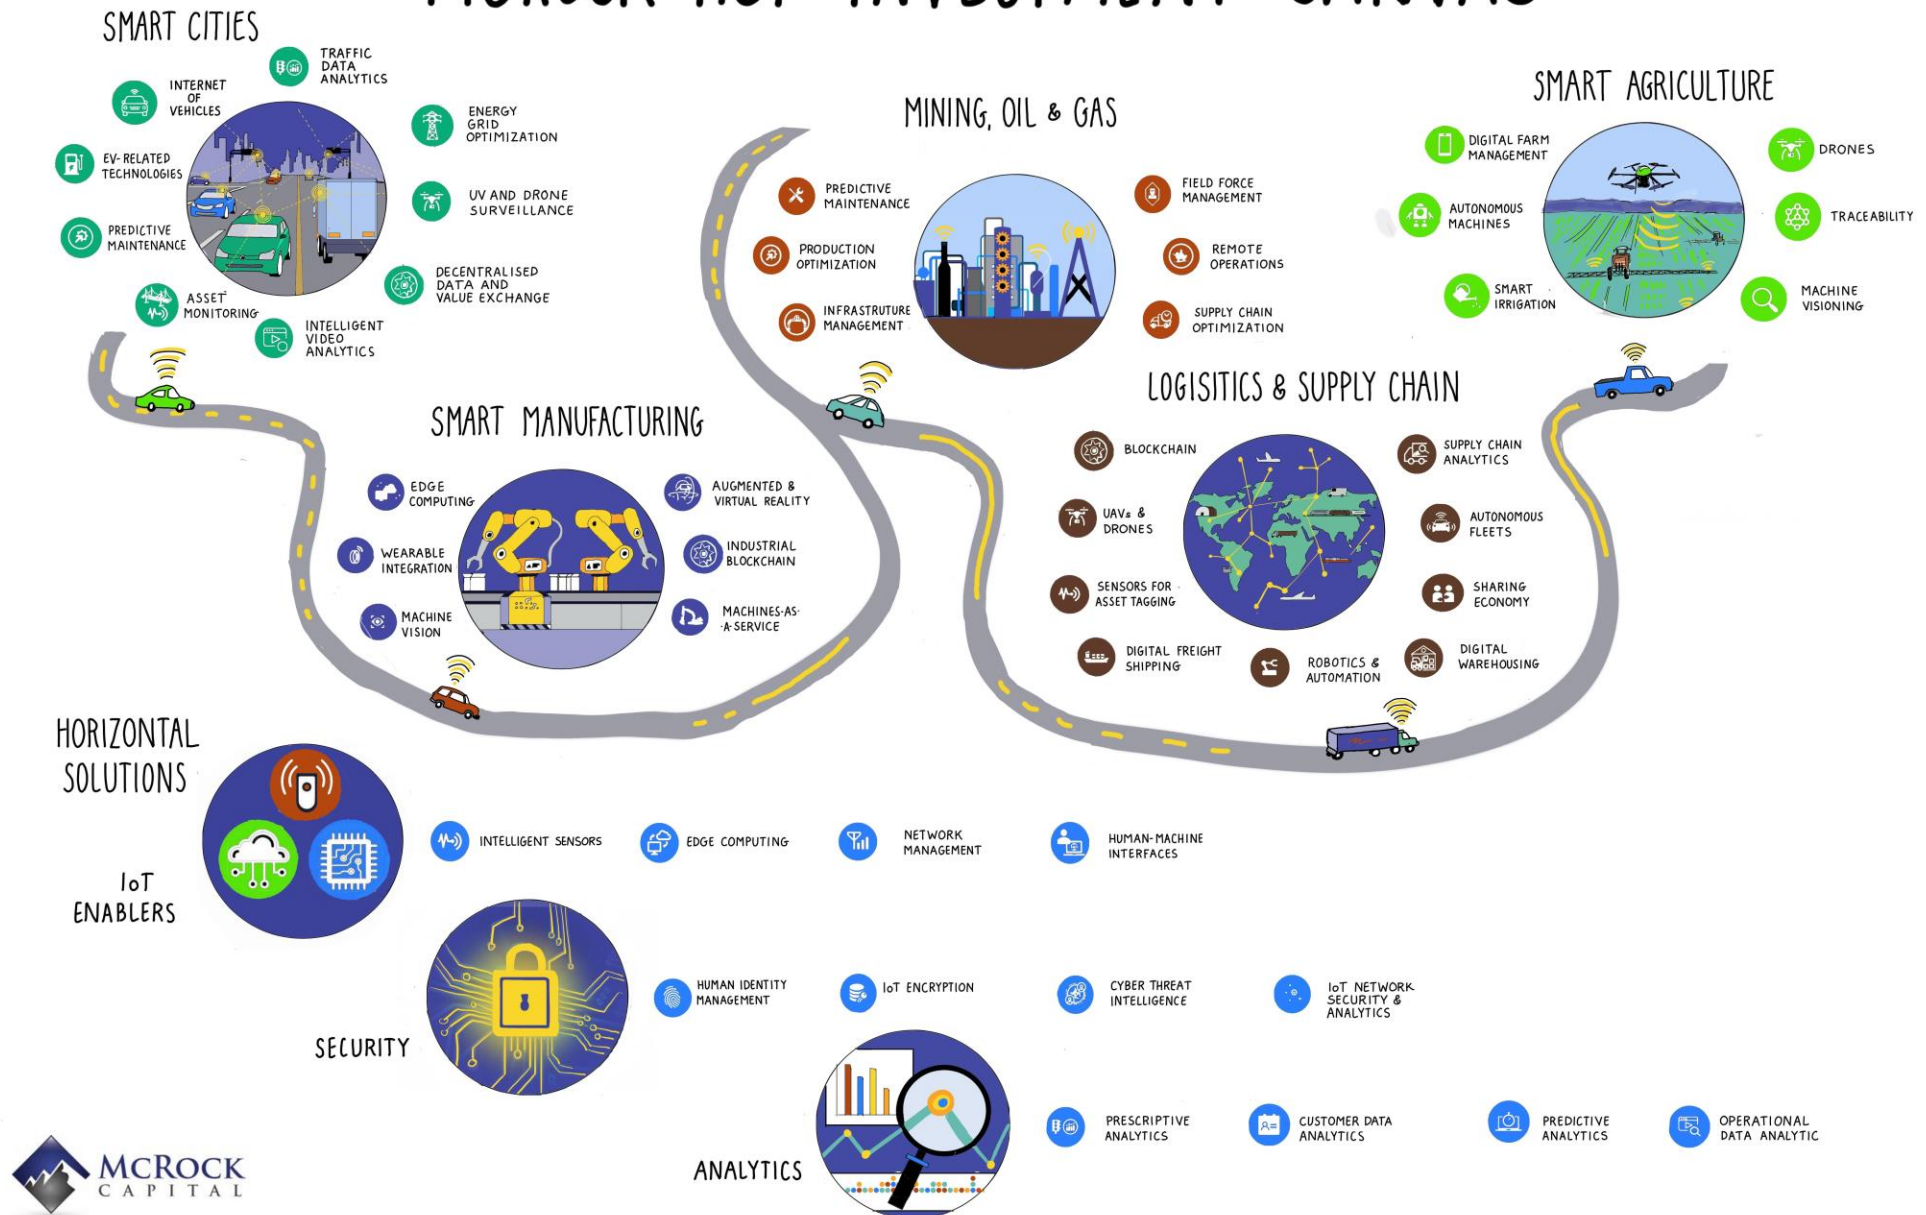 McROCK IIoT INVESTMENT CANVAS
SMART CITIES
TRAFFIC
DATA
ANALYTICS
INTERNET
OF
VEHICLES
ENERGY
GRID
OPTIMIZATION
EV-RELATED
TECHNOLOGIES
UV AND DRONE
SURVEILLANCE
PREDICTIVE
MAINTENANCE
DECENTRALISED
DATA AND
VALUE EXCHANGE
ASSET
MONITORING
INTELLIGENT
VIDEO
ANALYTICS
MINING, OIL & GAS
PREDICTIVE
MAINTENANCE
FIELD FORCE
MANAGEMENT
PRODUCTION
OPTIMIZATION
REMOTE
OPERATIONS
INFRASTRUTURE
MANAGEMENT
SUPPLY CHAIN
OPTIMIZATION
SMART AGRICULTURE
DIGITAL FARM
MANAGEMENT
DRONES
AUTONOMOUS
MACHINES
TRACEABILITY
SMART
IRRIGATION
MACHINE
VISIONING
SMART MANUFACTURING
EDGE
COMPUTING
AUGMENTED &
VIRTUAL REALITY
WEARABLE
INTEGRATION
INDUSTRIAL
BLOCKCHAIN
MACHINE
VISION
MACHINES-AS-
-A-SERVICE
LOGISITICS & SUPPLY CHAIN
BLOCKCHAIN
SUPPLY CHAIN
ANALYTICS
UAVs &
DRONES
AUTONOMOUS
FLEETS
SENSORS FOR
ASSET TAGGING
SHARING
ECONOMY
DIGITAL FREIGHT
SHIPPING
ROBOTICS &
AUTOMATION
DIGITAL
WAREHOUSING
HORIZONTAL
SOLUTIONS
IoT
ENABLERS
INTELLIGENT SENSORS
EDGE COMPUTING
NETWORK
MANAGEMENT
HUMAN-MACHINE
INTERFACES
SECURITY
HUMAN IDENTITY
MANAGEMENT
IoT ENCRYPTION
CYBER THREAT
INTELLIGENCE
IoT NETWORK
SECURITY &
ANALYTICS
ANALYTICS
PRESCRIPTIVE
ANALYTICS
CUSTOMER DATA
ANALYTICS
PREDICTIVE
ANALYTICS
OPERATIONAL
DATA ANALYTIC
McROCK
CAPITAL